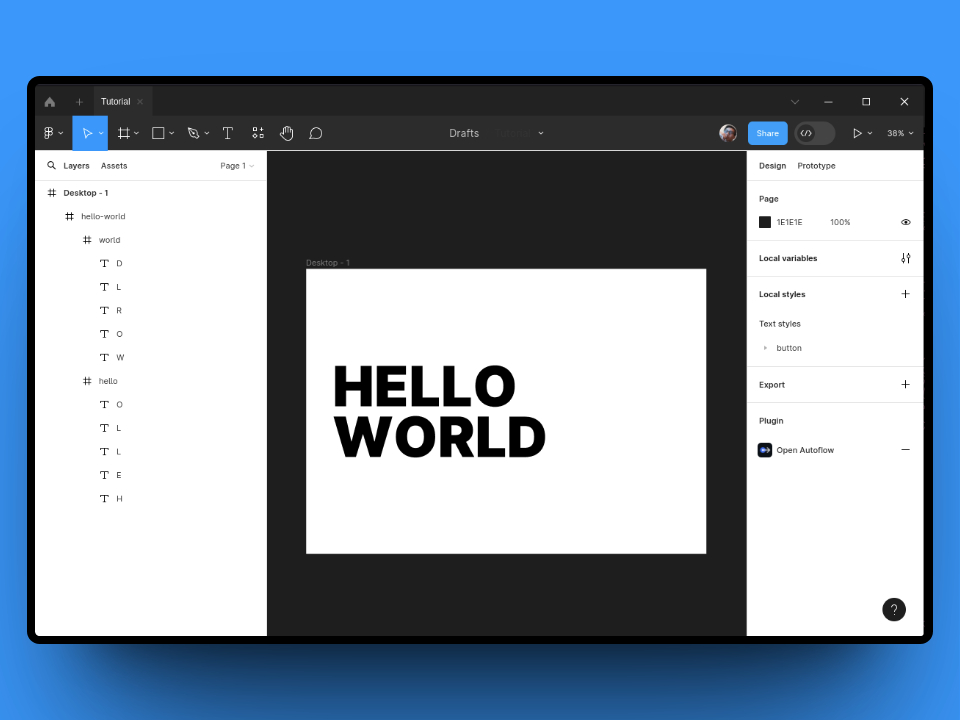 Tutorial
Drafts
Share
38%
Layers
Assets
Page 1
Desktop - 1
hello-world
world
D
L
R
O
W
hello
O
L
L
E
H
Desktop - 1
HELLO
WORLD
Design
Prototype
Page
1E1E1E
100%
Local variables
Local styles
Text styles
button
Export
Plugin
Open Autoflow
?